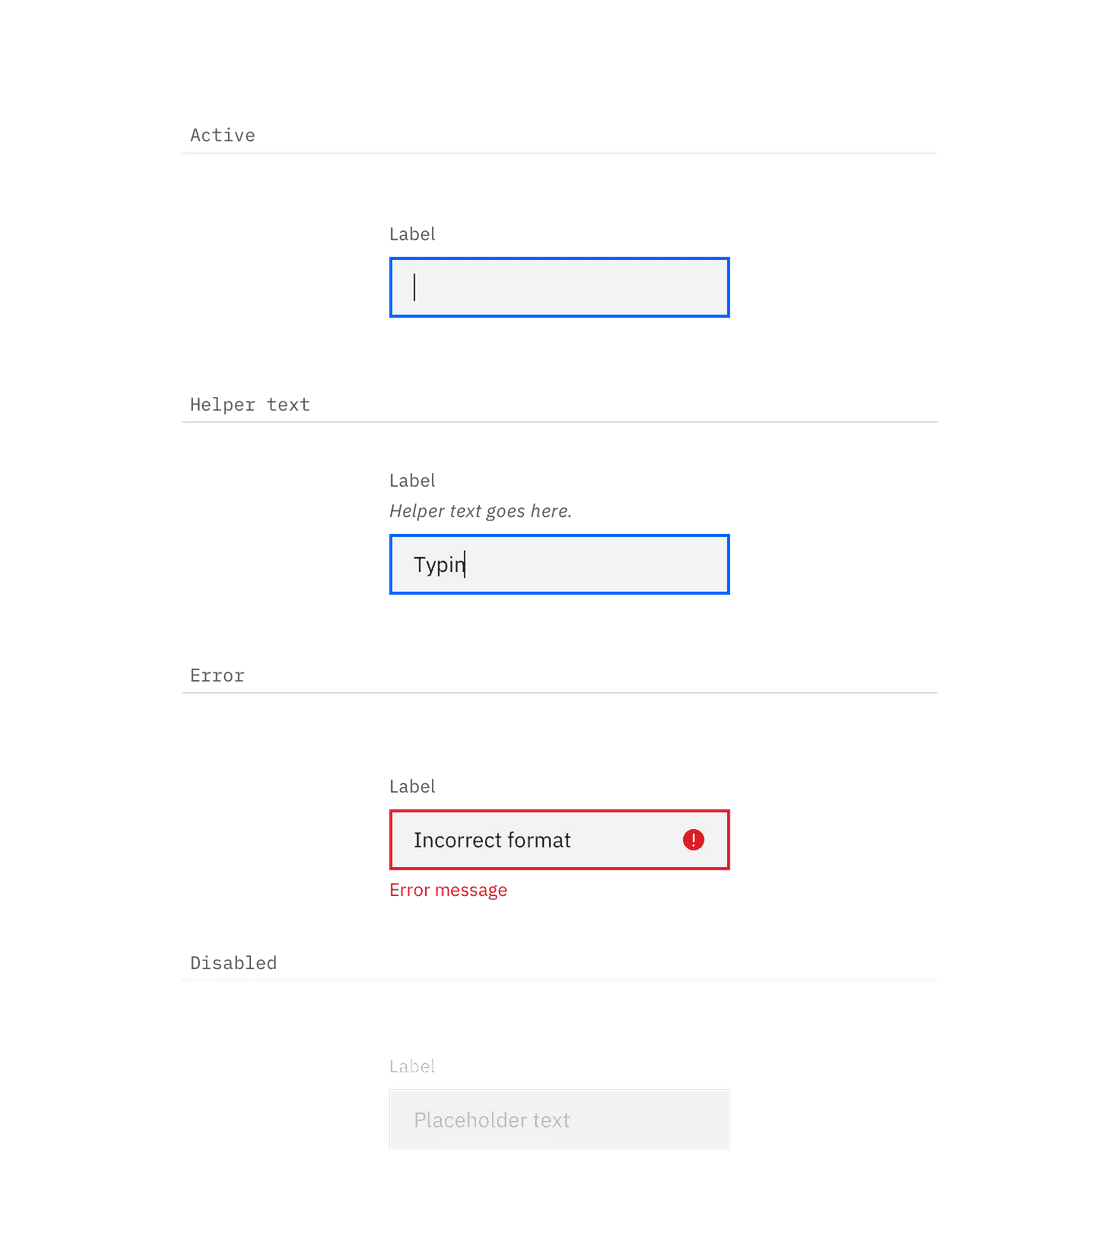 Active
Label
Helper text
Label
Helper text goes here.
Typin
Error
Label
Incorrect format
Error message
Disabled
Label
Placeholder text